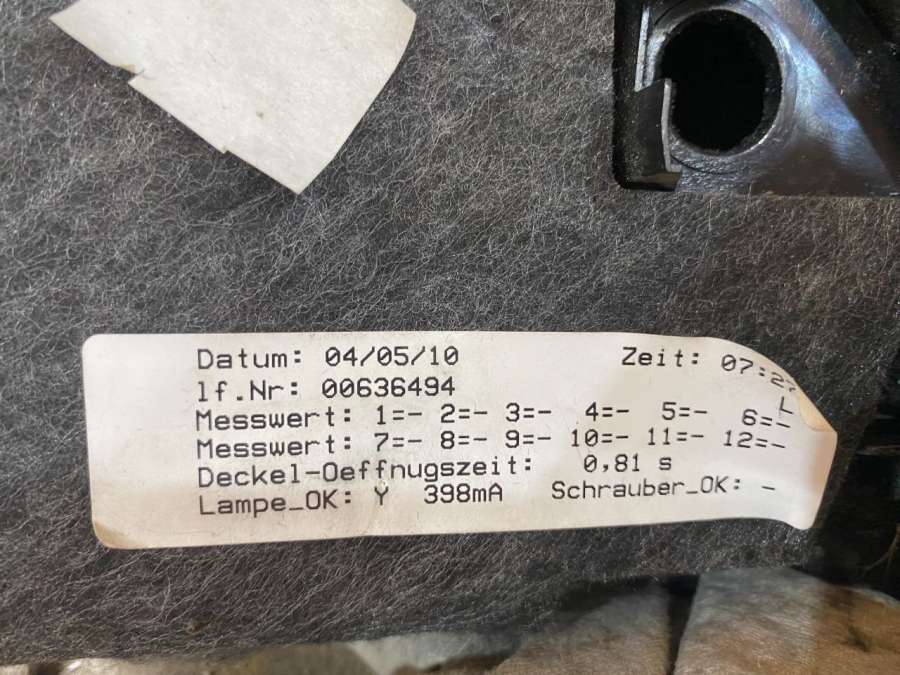 Datum: 04/05/10 Zeit: 07:27
lf.Nr: 00636494 L
Messwert: 1=- 2=- 3=- 4=- 5=- 6=-
Messwert: 7=- 8=- 9=- 10=- 11=- 12=-
Deckel-Oeffnugszeit: 0,81 s
Lampe_OK: Y 398mA Schrauber_OK: -